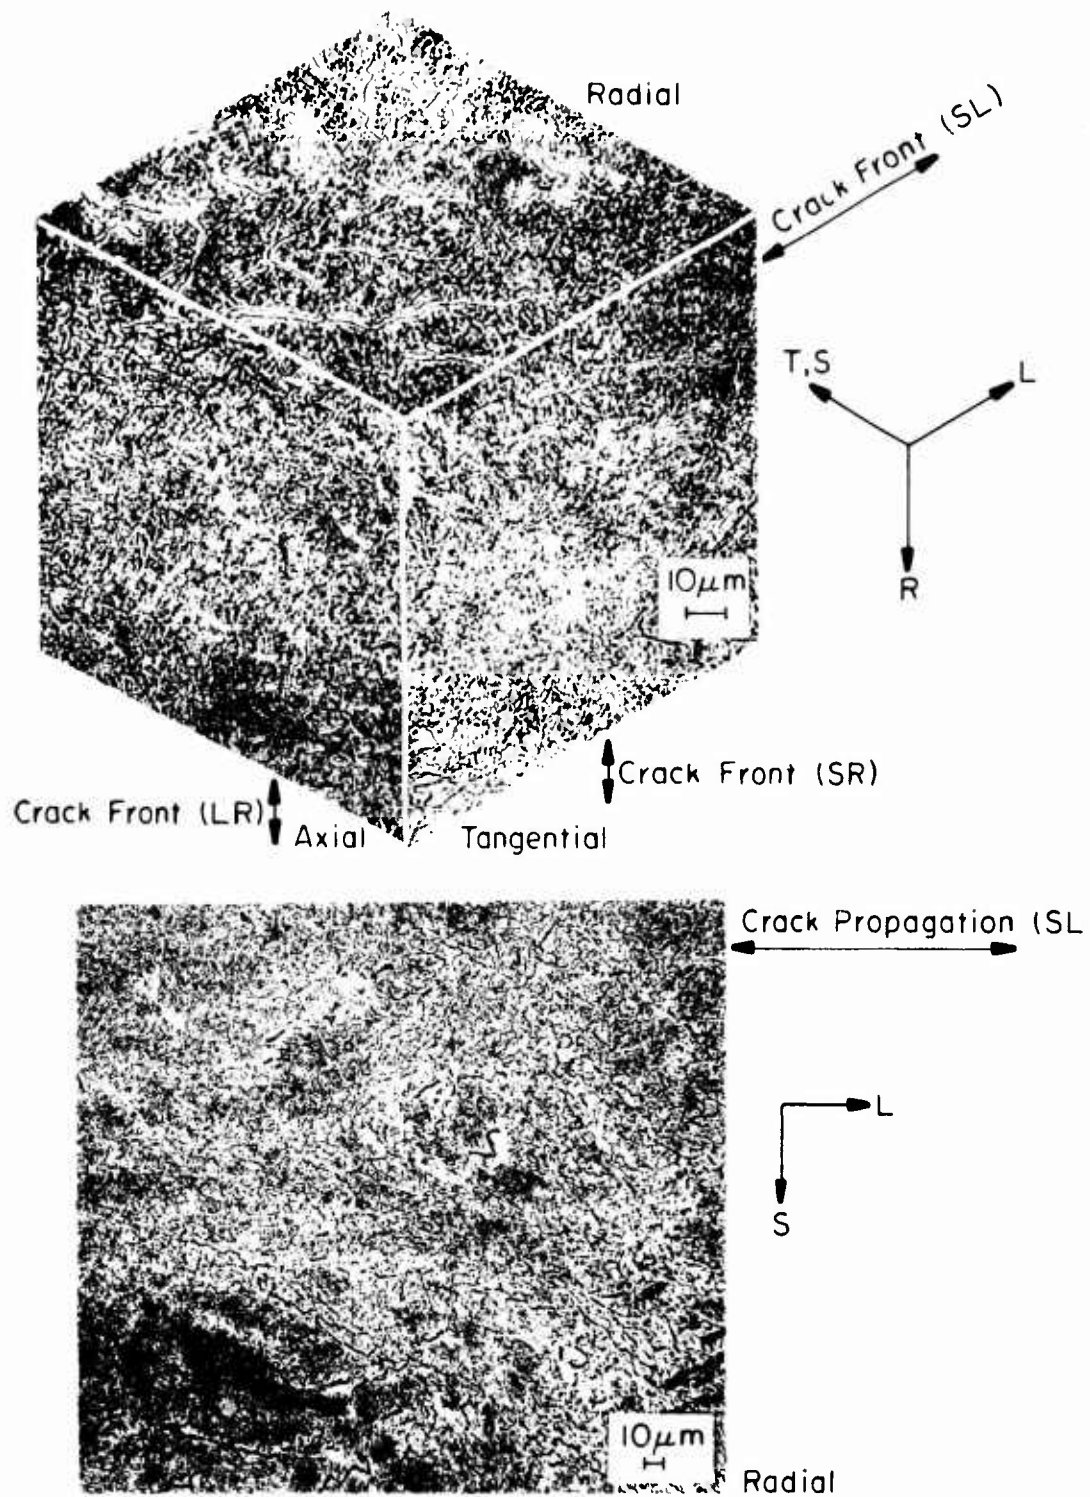 Radial
Crack Front (SL)
T,S
L
R
10μm
Crack Front (SR)
Crack Front (LR)
Axial
Tangential
Crack Propagation (SL
L
S
10μm
Radial